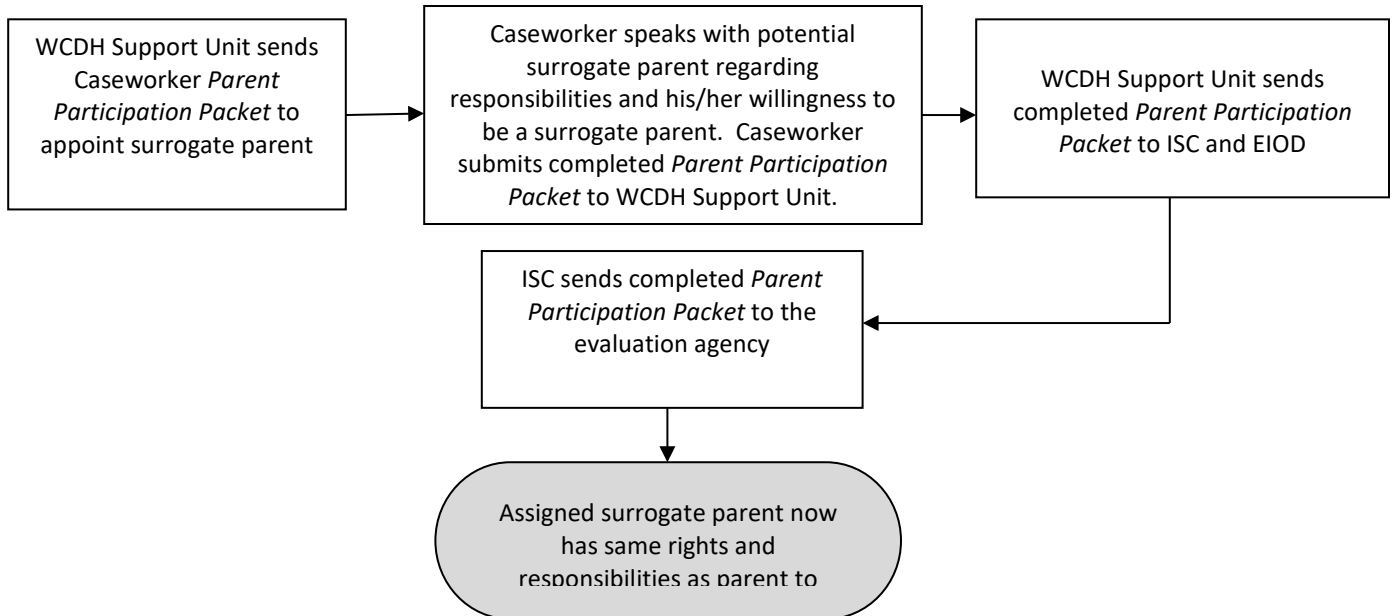 WCDH Support Unit sends
Caseworker Parent
Participation Packet to
appoint surrogate parent
Caseworker speaks with potential
surrogate parent regarding
responsibilities and his/her willingness to
be a surrogate parent.  Caseworker
submits completed Parent Participation
Packet to WCDH Support Unit.
WCDH Support Unit sends
completed Parent Participation
Packet to ISC and EIOD
ISC sends completed Parent
Participation Packet to the
evaluation agency
Assigned surrogate parent now
has same rights and
responsibilities as parent to